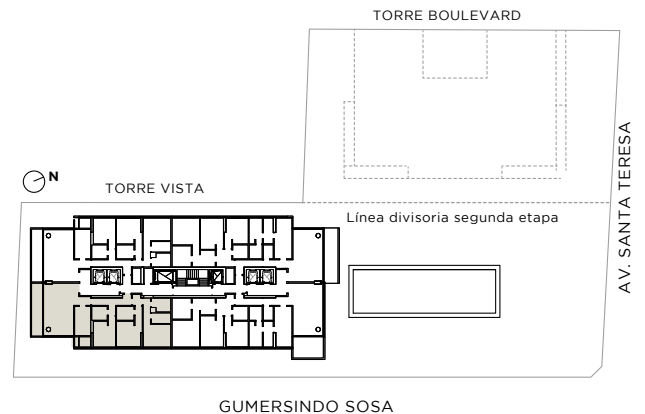 TORRE BOULEVARD
N
TORRE VISTA
Línea divisoria segunda etapa
AV. SANTA TERESA
GUMERSINDO SOSA